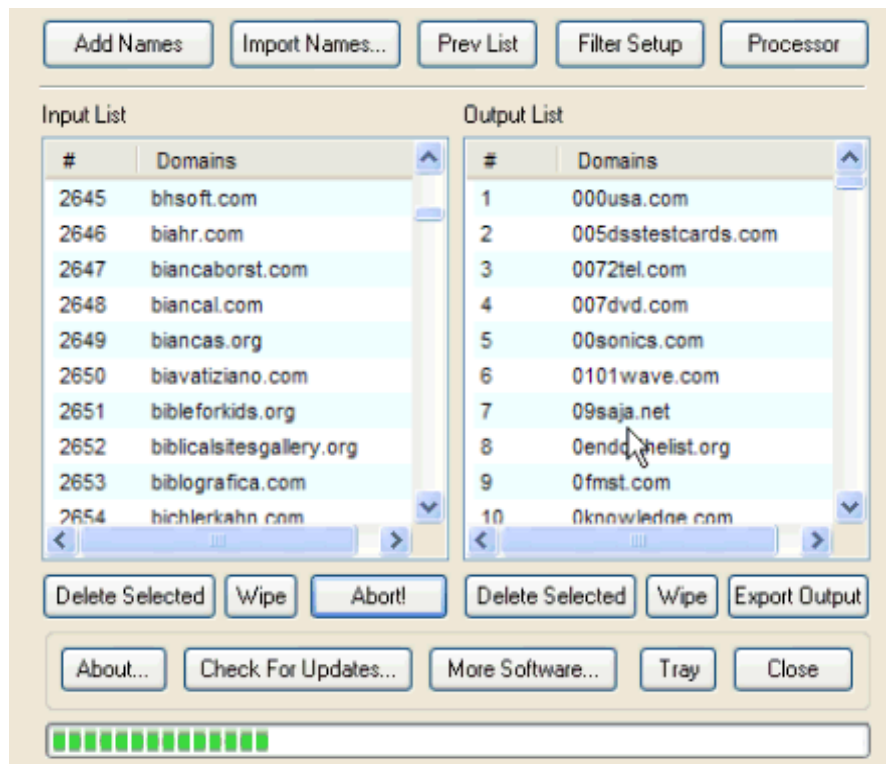 Add Names Import Names... Prev List Filter Setup Processor
Input List
# Domains
2645 bhsoft.com
2646 biahr.com
2647 biancaborst.com
2648 biancal.com
2649 biancas.org
2650 biavatiziano.com
2651 bibleforkids.org
2652 biblicalsitesgallery.org
2653 biblografica.com
2654 bichlerkahn.com
Output List
# Domains
1 000usa.com
2 005dsstestcards.com
3 0072tel.com
4 007dvd.com
5 00sonics.com
6 0101wave.com
7 09saja.net
8
9 0fmst.com
10 0knowledge.com
Delete Selected Wipe Abort! Delete Selected Wipe Export Output
About... Check For Updates... More Software... Tray Close